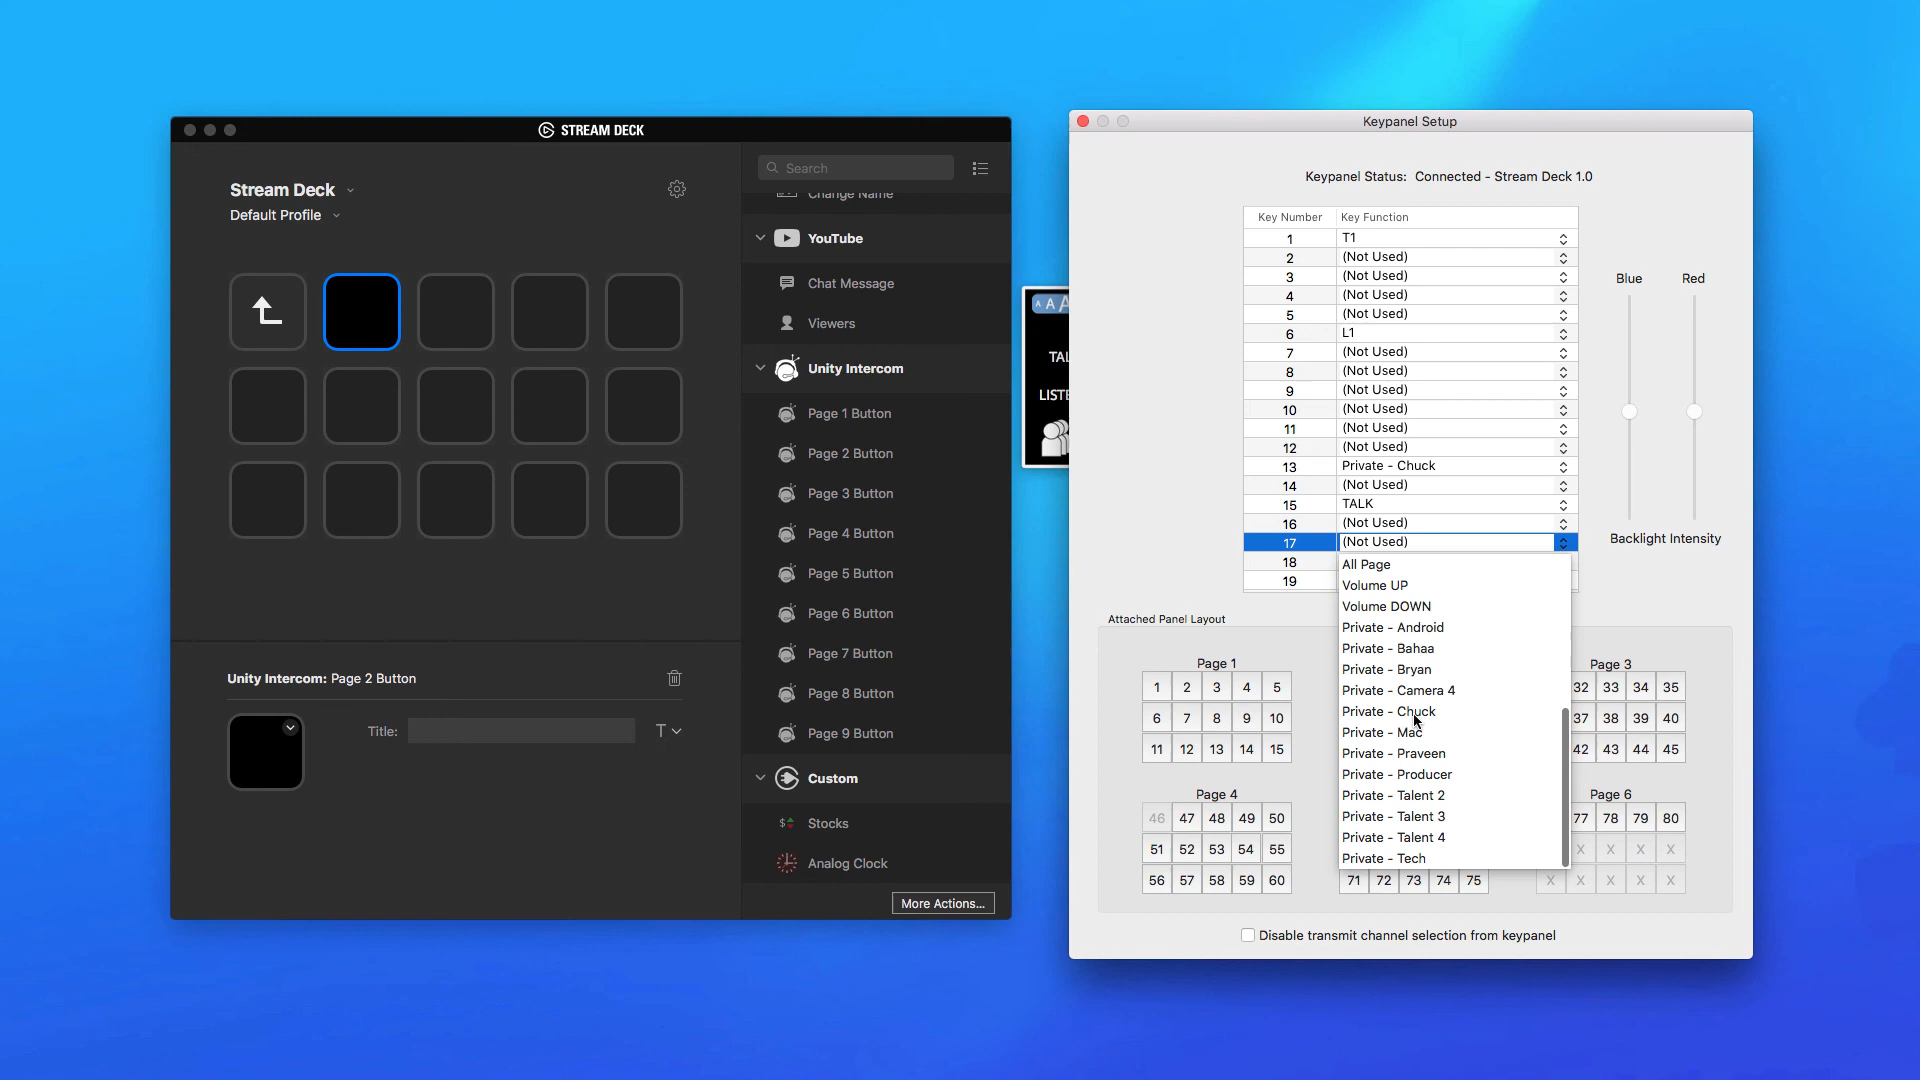 STREAM DECK
Stream Deck
Default Profile
Unity Intercom: Page 2 Button
Title:
T
Search
Change Name
YouTube
Chat Message
Viewers
Unity Intercom
Page 1 Button
Page 2 Button
Page 3 Button
Page 4 Button
Page 5 Button
Page 6 Button
Page 7 Button
Page 8 Button
Page 9 Button
Custom
Stocks
Analog Clock
More Actions...
A A A
TAL
LISTE
Keypanel Setup
Keypanel Status: Connected - Stream Deck 1.0
Key Number Key Function
1 T1
2 (Not Used)
3 (Not Used)
4 (Not Used)
5 (Not Used)
6 L1
7 (Not Used)
8 (Not Used)
9 (Not Used)
10 (Not Used)
11 (Not Used)
12 (Not Used)
13 Private - Chuck
14 (Not Used)
15 TALK
16 (Not Used)
17 (Not Used)
18
19
All Page
Volume UP
Volume DOWN
Private - Android
Private - Bahaa
Private - Bryan
Private - Camera 4
Private - Chuck
Private - Mac
Private - Praveen
Private - Producer
Private - Talent 2
Private - Talent 3
Private - Talent 4
Private - Tech
Blue Red
Backlight Intensity
Attached Panel Layout
Page 1
1 2 3 4 5
6 7 8 9 10
11 12 13 14 15
Page 3
32 33 34 35
37 38 39 40
42 43 44 45
Page 4
46 47 48 49 50
51 52 53 54 55
56 57 58 59 60
71 72 73 74 75
Page 6
77 78 79 80
X X X X
X X X X X
Disable transmit channel selection from keypanel